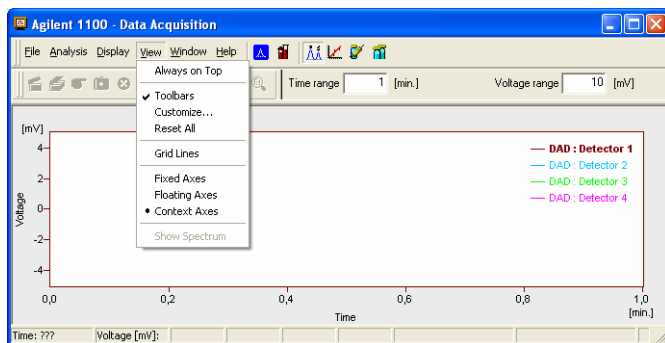 Agilent 1100 - Data Acquisition
File Analysis Display View Window Help
Time range 1 [min.] Voltage range 10 [mV]
Always on Top
Toolbars
Customize...
Reset All
Grid Lines
Fixed Axes
Floating Axes
Context Axes
Show Spectrum
[mV]
4
2
0
-2
-4
Voltage
DAD : Detector 1
DAD : Detector 2
DAD : Detector 3
DAD : Detector 4
0,0 0,2 0,4 0,6 0,8 1,0
Time [min.]
Time: ??? Voltage [mV]: